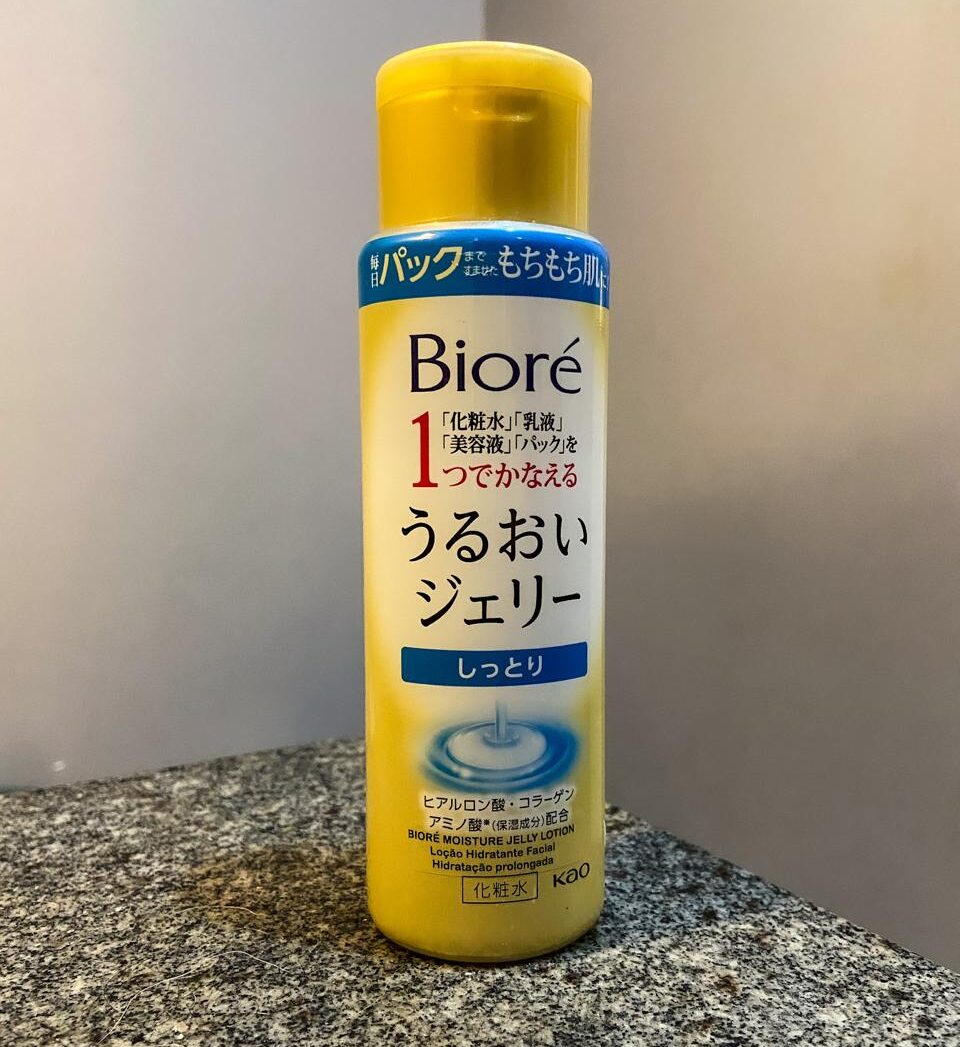 毎日パックまですませたもちもち肌に
Bioré
「化粧水」「乳液」
「美容液」「パック」を
1つでかなえる
うるおい
ジェリー
しっとり
ヒアルロン酸・コラーゲン
アミノ酸*(保湿成分)配合
BIORÉ MOISTURE JELLY LOTION
Loção Hidratante Facial
Hidratação prolongada
化粧水
Kao